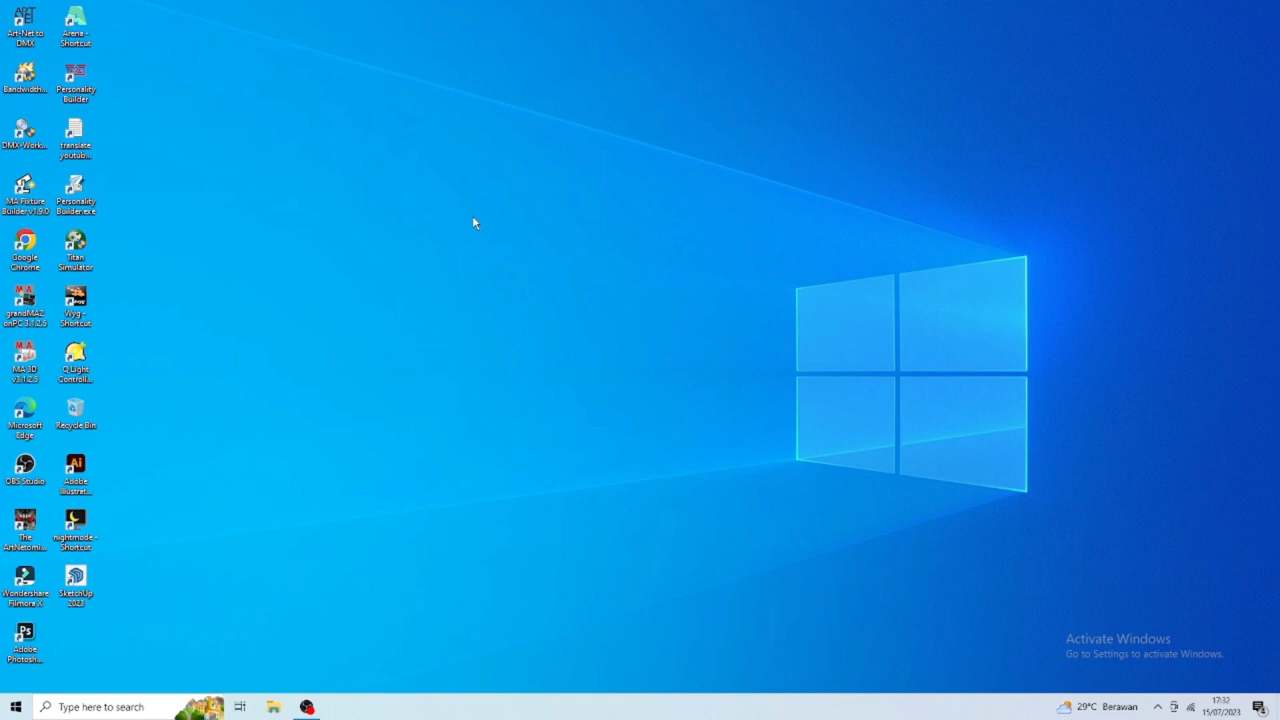 Art-Net to
DMX
Arena -
Shortcut
Bandwidth...
Personality
Builder
DMX-Work...
translate
youtub...
MA Fixture
Builder v1.9.0
Personality
Builder.exe
Google
Chrome
Titan
Simulator
grandMA2
onPC 3.1.2.5
Wyg -
Shortcut
MA 3D
v3.1.2.5
Q Light
Controll...
Microsoft
Edge
Recycle Bin
OBS Studio
Adobe
Illustrat...
The
ArtNetomi...
nightmode -
Shortcut
Wondershare
Filmora X
SketchUp
2023
Adobe
Photosh...
Activate Windows
Go to Settings to activate Windows.
Type here to search
29°C Berawan
17:32
15/07/2023
4